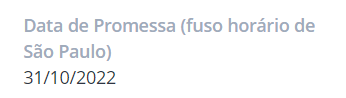 Data de Promessa (fuso horário de
São Paulo)
31/10/2022